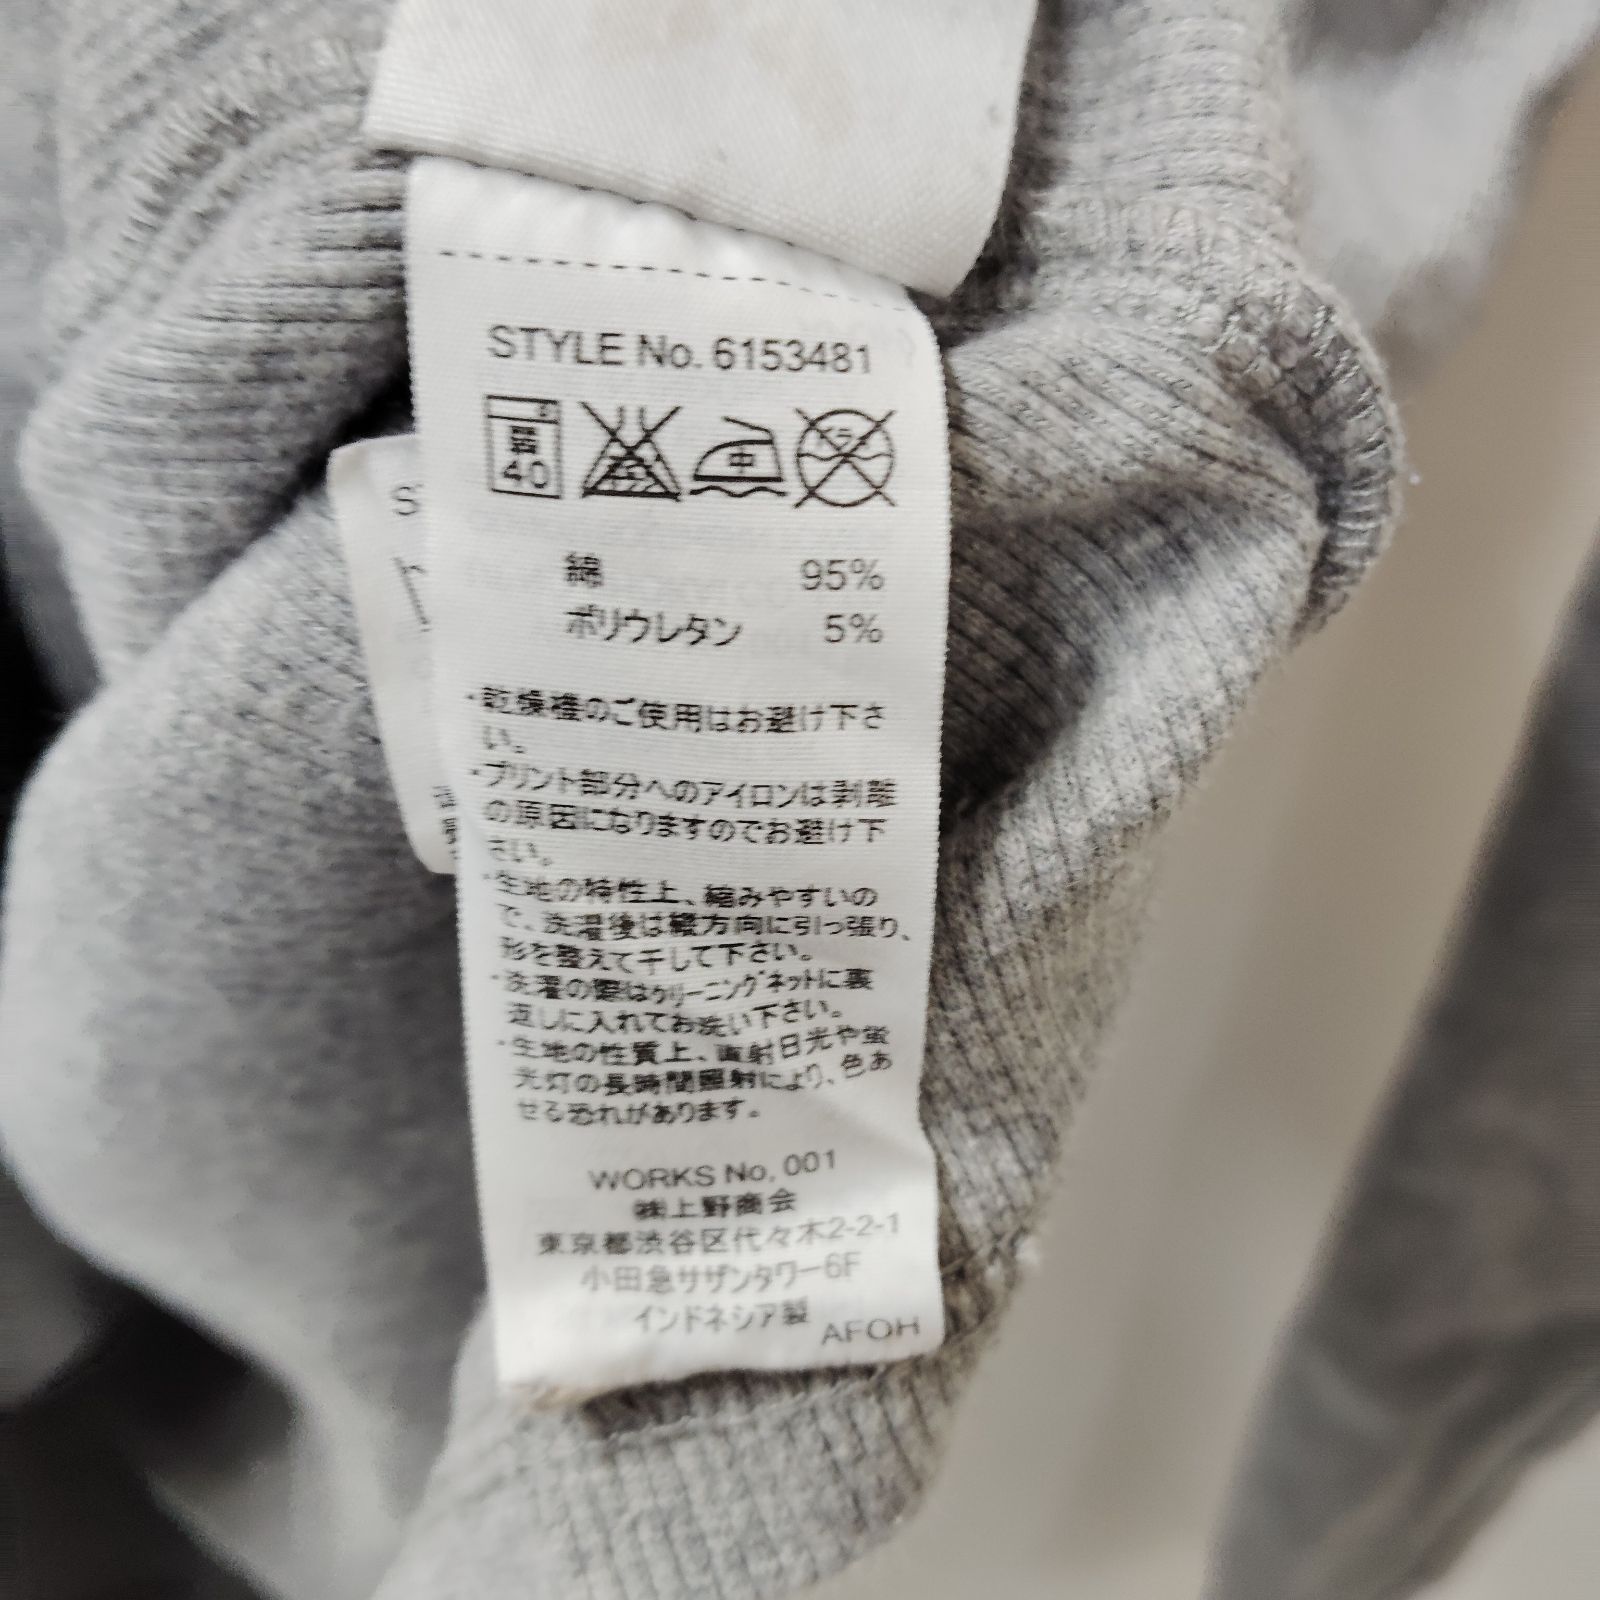 STYLE No. 6153481
40
中
綿 95%
ポリウレタン 5%
・乾燥機のご使用はお避け下さ
い。
・プリント部分へのアイロンは剥離
の原因になりますのでお避け下
さい。
・生地の特性上、縮みやすいの
で、洗濯後は縦方向に引っ張り、
形を整えて干して下さい。
・洗濯の際はクリーニングネットに裏
返しに入れてお洗い下さい。
・生地の性質上、直射日光や蛍
光灯の長時間照射により、色あ
せる恐れがあります。
WORKS No, 001
㈱上野商会
東京都渋谷区代々木2-2-1
小田急サザンタワー6F
インドネシア製
AFOH